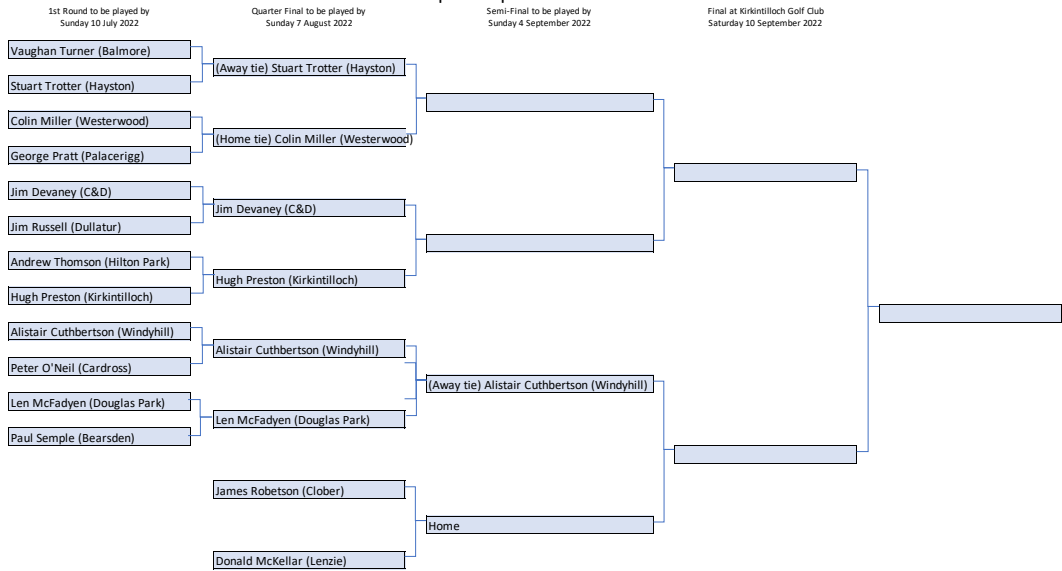 1st Round to be played by
Sunday 10 July 2022
Quarter Final to be played by
Sunday 7 August 2022
Semi-Final to be played by
Sunday 4 September 2022
Final at Kirkintilloch Golf Club
Saturday 10 September 2022
Vaughan Turner (Balmore)
Stuart Trotter (Hayston)
Colin Miller (Westerwood)
George Pratt (Palacerigg)
Jim Devaney (C&D)
Jim Russell (Dullatur)
Andrew Thomson (Hilton Park)
Hugh Preston (Kirkintilloch)
Alistair Cuthbertson (Windyhill)
Peter O'Neil (Cardross)
Len McFadyen (Douglas Park)
Paul Semple (Bearsden)
(Away tie) Stuart Trotter (Hayston)
(Home tie) Colin Miller (Westerwood)
Jim Devaney (C&D)
Hugh Preston (Kirkintilloch)
Alistair Cuthbertson (Windyhill)
Len McFadyen (Douglas Park)
James Robetson (Clober)
Donald McKellar (Lenzie)
(Away tie) Alistair Cuthbertson (Windyhill)
Home